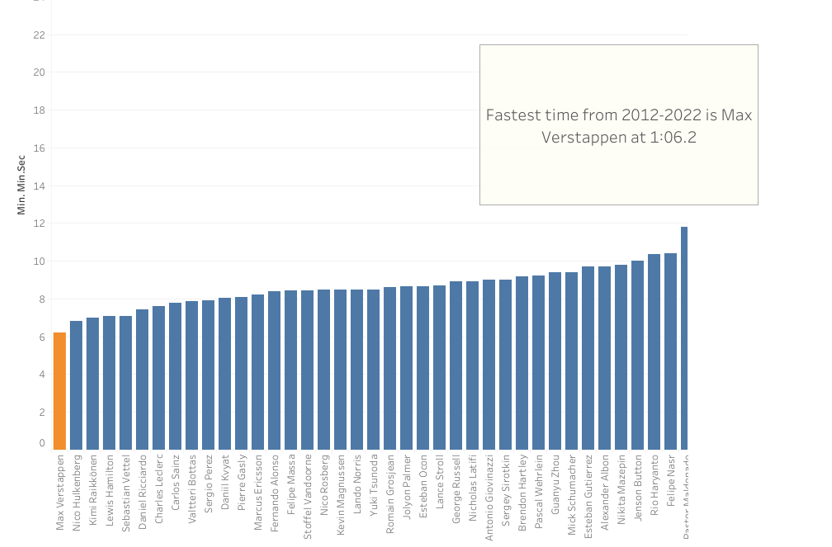 22
20
18
16
14
12
10
8
6
4
2
0
Min. Min.Sec
Fastest time from 2012-2022 is Max
Verstappen at 1:06.2
Max Verstappen
Nico Hulkenberg
Kimi Raikkönen
Lewis Hamilton
Sebastian Vettel
Daniel Ricciardo
Charles Leclerc
Carlos Sainz
Valtteri Bottas
Sergio Perez
Daniil Kvyat
Pierre Gasly
Marcus Ericsson
Fernando Alonso
Felipe Massa
Stoffel Vandoorne
Nico Rosberg
Kevin Magnussen
Lando Norris
Yuki Tsunoda
Romain Grosjean
Jolyon Palmer
Esteban Ocon
Lance Stroll
George Russell
Nicholas Latifi
Antonio Giovinazzi
Sergey Sirotkin
Brendon Hartley
Pascal Wehrlein
Guanyu Zhou
Mick Schumacher
Esteban Gutierrez
Alexander Albon
Nikita Mazepin
Jenson Button
Rio Haryanto
Felipe Nasr